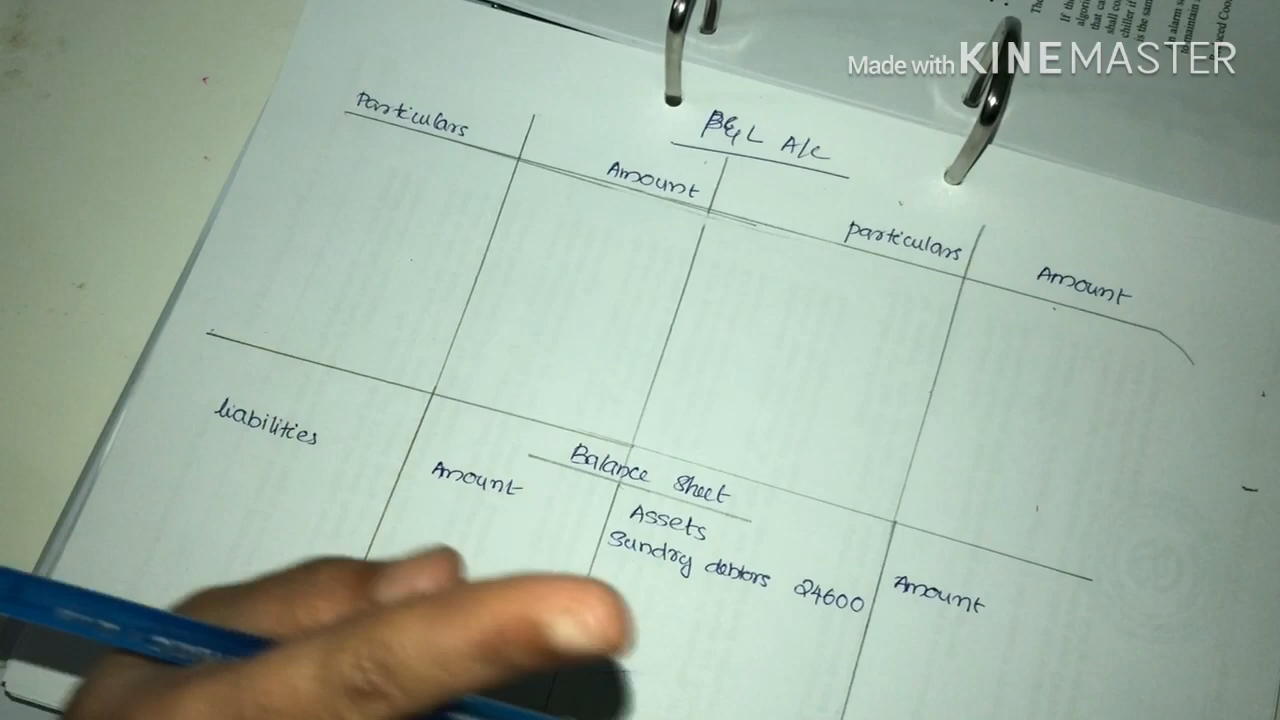 Made with KINEMASTER
P&L A/c
Particulars
Amount
particulars
Amount
Balance Sheet
liabilities
Amount
Assets
Amount
Sundry debtors 24600